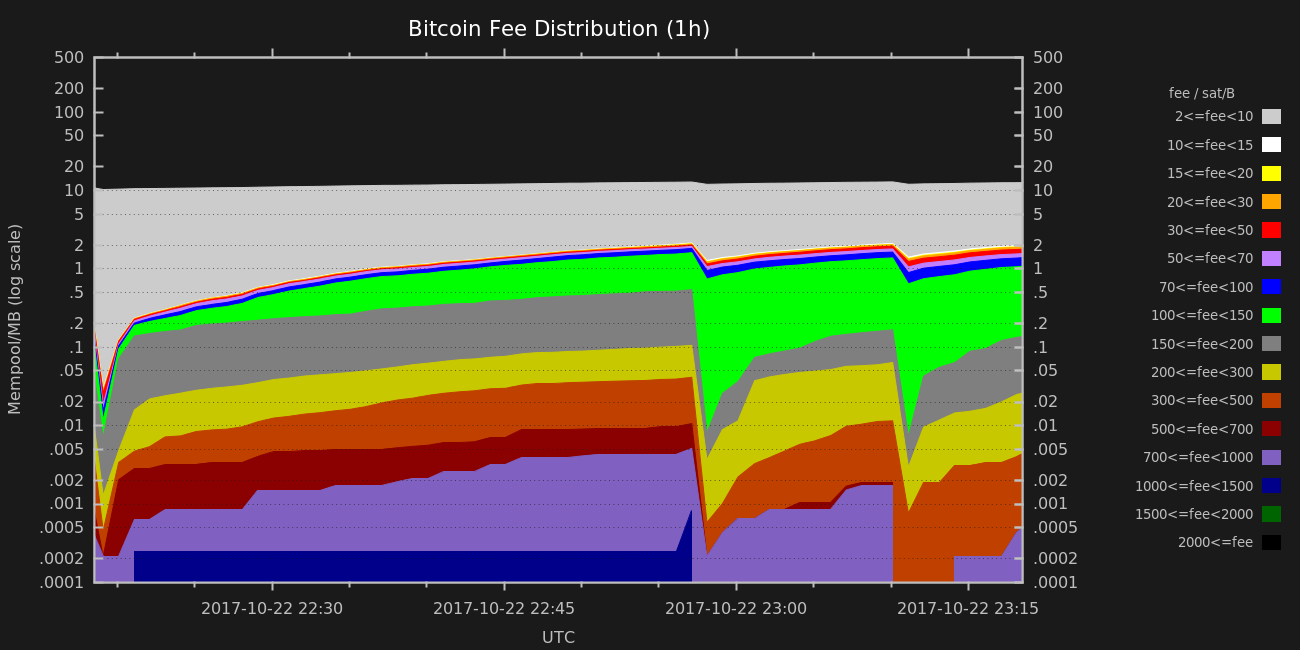 Bitcoin Fee Distribution (1h)
500
200
100
50
20
10
5
2
1
.5
.2
.1
.05
.02
.01
.005
.002
.001
.0005
.0002
.0001
Mempool/MB (log scale)
500
200
100
50
20
10
5
2
1
.5
.2
.1
.05
.02
.01
.005
.002
.001
.0005
.0002
.0001
2017-10-22 22:30 2017-10-22 22:45 2017-10-22 23:00 2017-10-22 23:15
UTC
fee / sat/B
2<=fee<10
10<=fee<15
15<=fee<20
20<=fee<30
30<=fee<50
50<=fee<70
70<=fee<100
100<=fee<150
150<=fee<200
200<=fee<300
300<=fee<500
500<=fee<700
700<=fee<1000
1000<=fee<1500
1500<=fee<2000
2000<=fee